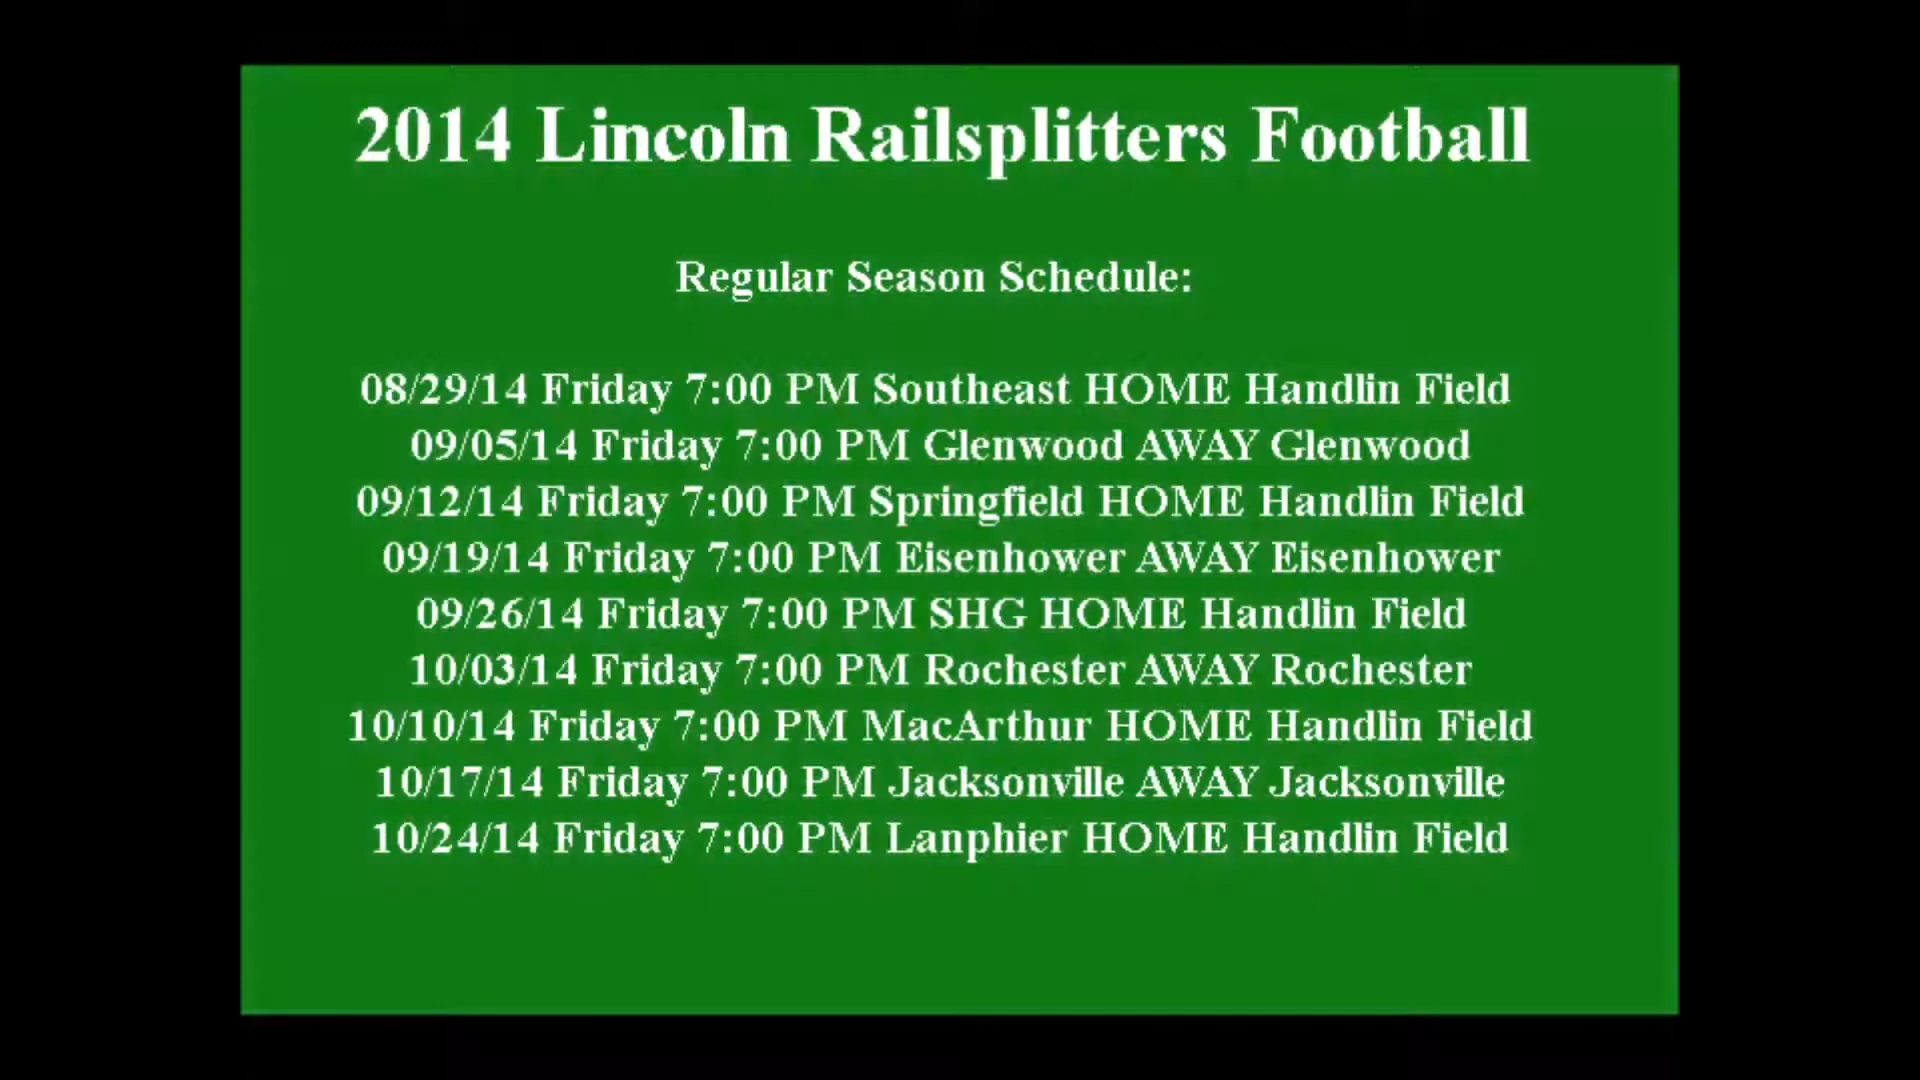 2014 Lincoln Railsplitters Football
Regular Season Schedule:
08/29/14 Friday 7:00 PM Southeast HOME Handlin Field
09/05/14 Friday 7:00 PM Glenwood AWAY Glenwood
09/12/14 Friday 7:00 PM Springfield HOME Handlin Field
09/19/14 Friday 7:00 PM Eisenhower AWAY Eisenhower
09/26/14 Friday 7:00 PM SHG HOME Handlin Field
10/03/14 Friday 7:00 PM Rochester AWAY Rochester
10/10/14 Friday 7:00 PM MacArthur HOME Handlin Field
10/17/14 Friday 7:00 PM Jacksonville AWAY Jacksonville
10/24/14 Friday 7:00 PM Lanphier HOME Handlin Field